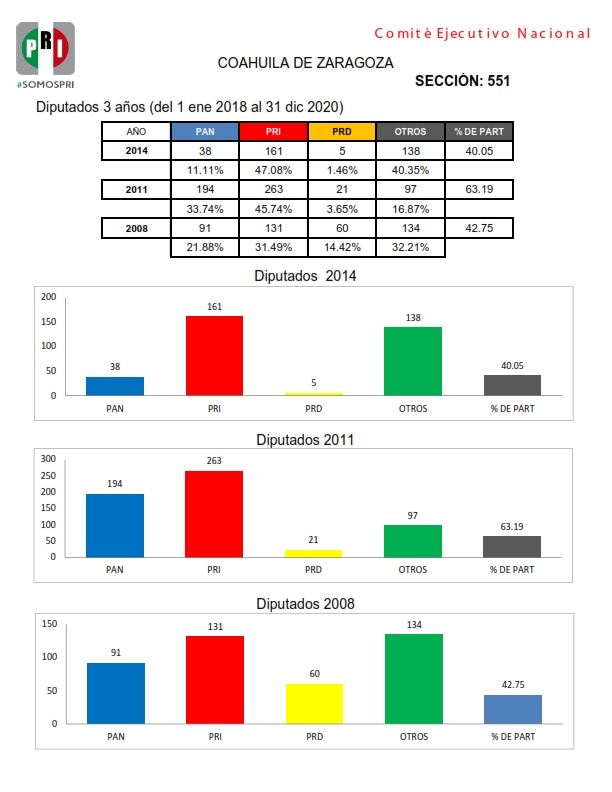 Comité Ejecutivo Nacional
PRI
#SOMOSPRI
COAHUILA DE ZARAGOZA
SECCIÓN: 551
Diputados 3 años (del 1 ene 2018 al 31 dic 2020)
AÑO PAN PRI PRD OTROS % DE PART
2014 38 161 5 138 40.05
11.11% 47.08% 1.46% 40.35%
2011 194 263 21 97 63.19
33.74% 45.74% 3.65% 16.87%
2008 91 131 60 134 42.75
21.88% 31.49% 14.42% 32.21%
Diputados 2014
200
150
100
50
0
38 161 5 138 40.05
PAN PRI PRD OTROS % DE PART
Diputados 2011
300
250
200
150
100
50
0
194 263 21 97 63.19
PAN PRI PRD OTROS % DE PART
Diputados 2008
150
100
50
0
91 131 60 134 42.75
PAN PRI PRD OTROS % DE PART